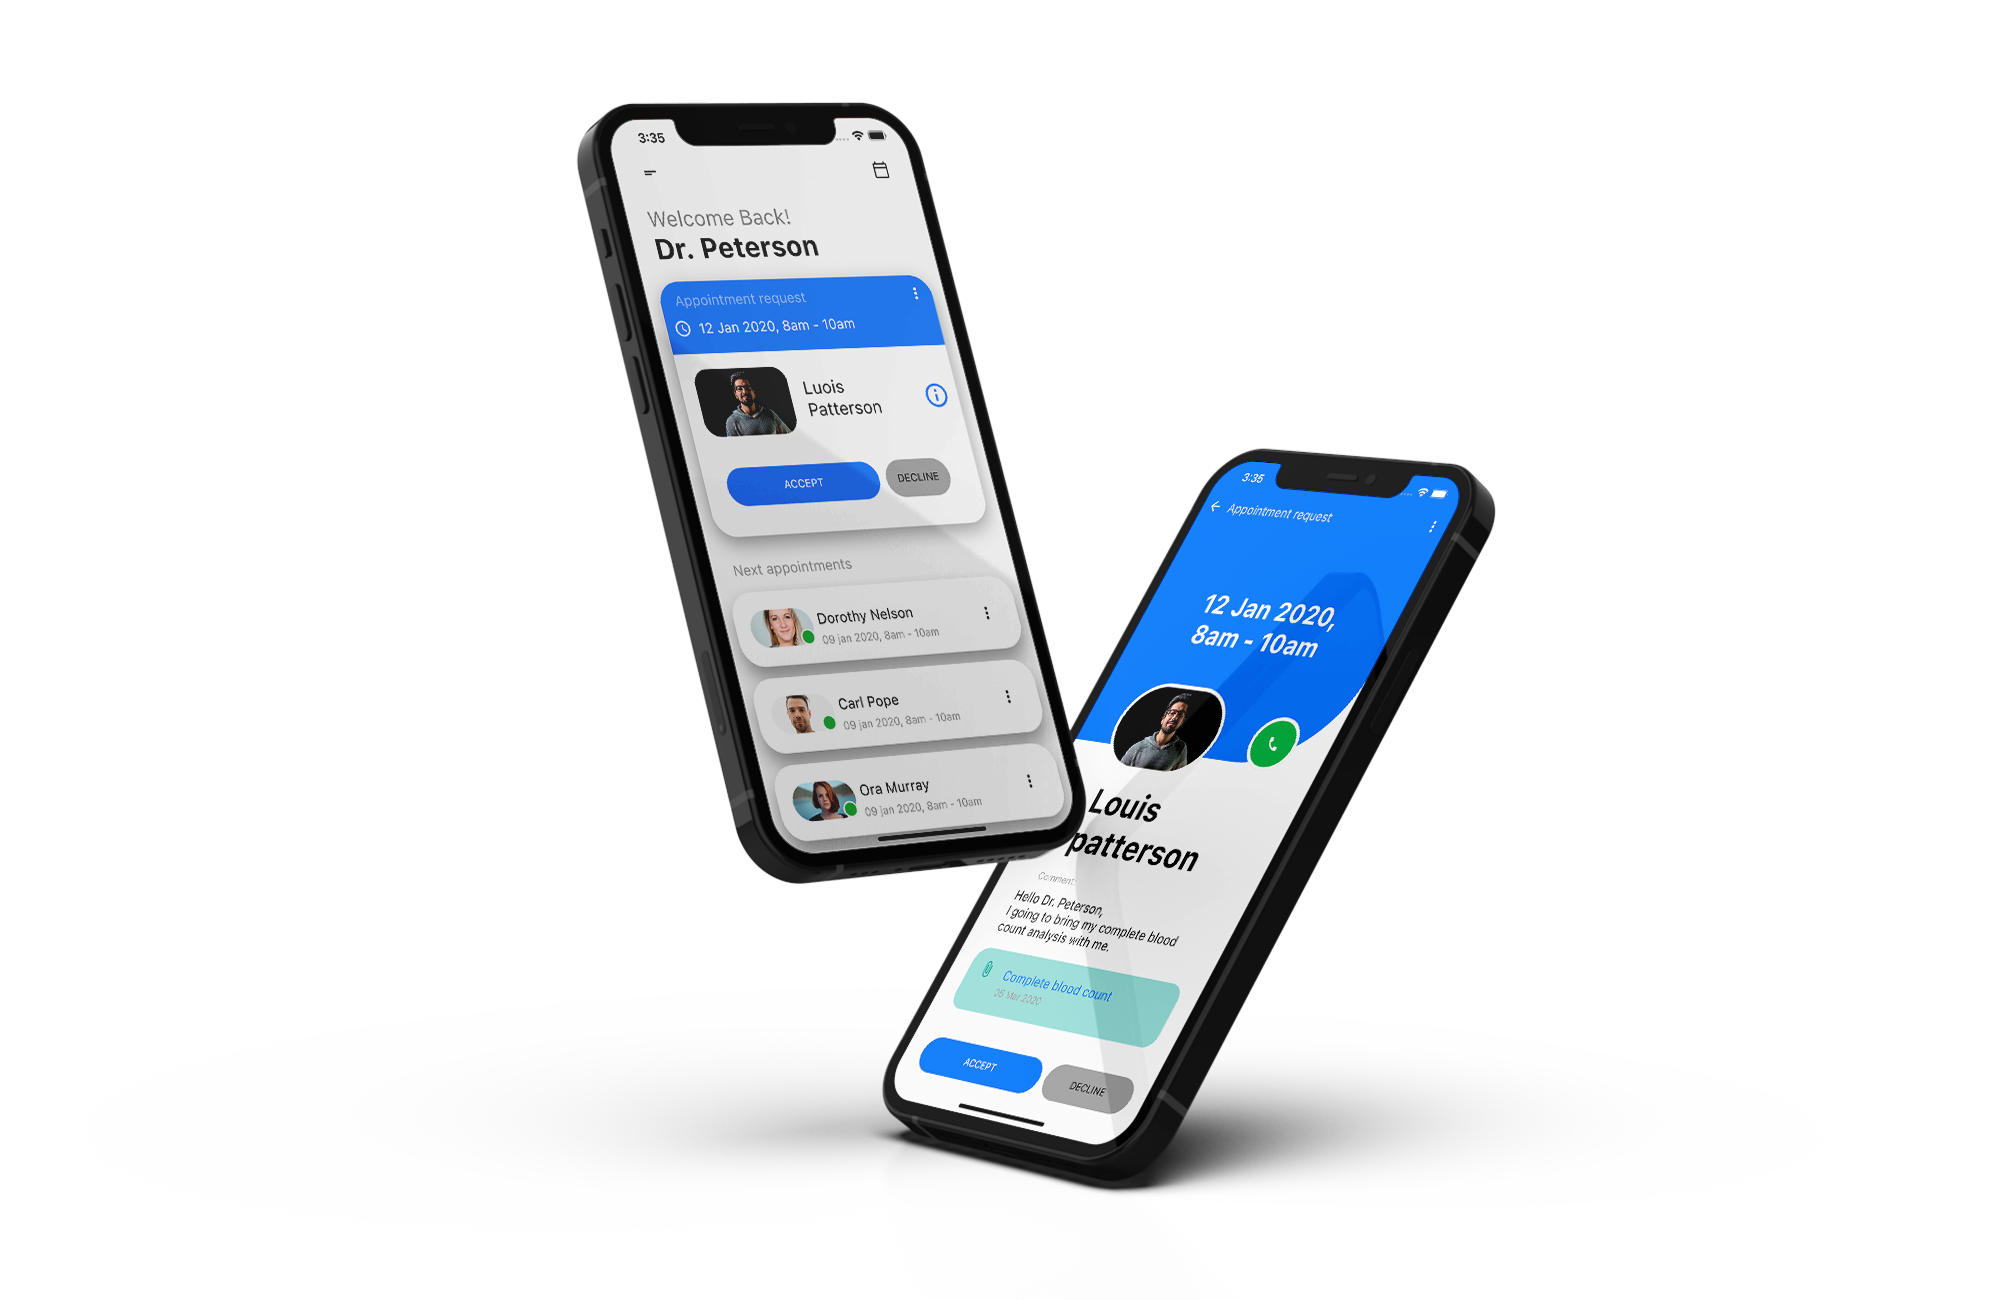 3:35
Welcome Back!
Dr. Peterson
Appointment request
12 Jan 2020, 8am - 10am
Luois
Patterson
ACCEPT
DECLINE
Next appointments
Dorothy Nelson
09 jan 2020, 8am - 10am
Carl Pope
09 jan 2020, 8am - 10am
Ora Murray
09 jan 2020, 8am - 10am
3:35
Appointment request
12 Jan 2020,
8am - 10am
Louis
patterson
Comment:
Hello Dr. Peterson,
I going to bring my complete blood
count analysis with me.
Complete blood count
06 Mar 2020
ACCEPT
DECLINE